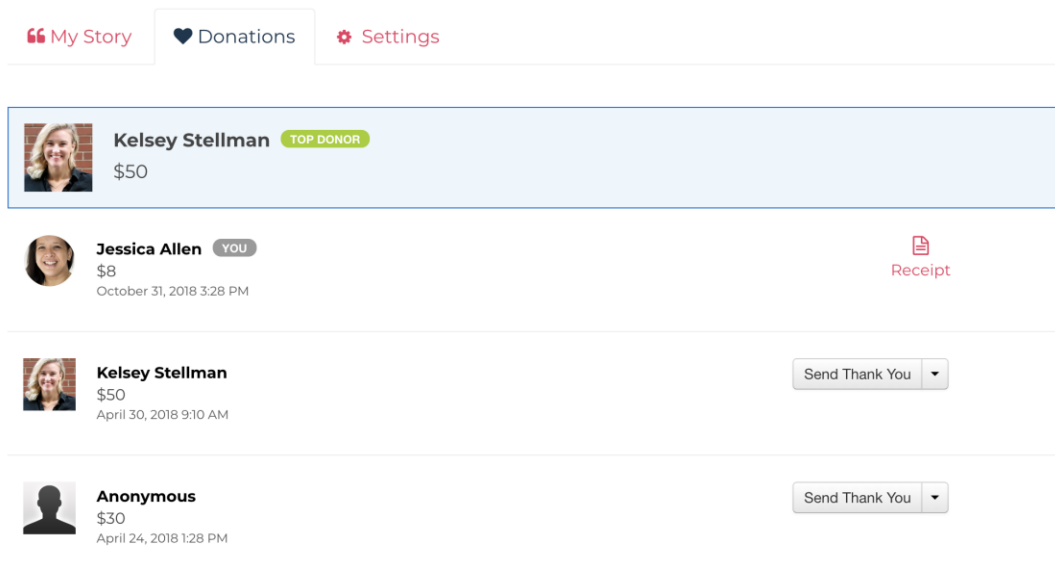 My Story Donations Settings
Kelsey Stellman TOP DONOR
$50
Jessica Allen YOU
$8
October 31, 2018 3:28 PM
Receipt
Kelsey Stellman
$50
April 30, 2018 9:10 AM
Send Thank You
Anonymous
$30
April 24, 2018 1:28 PM
Send Thank You